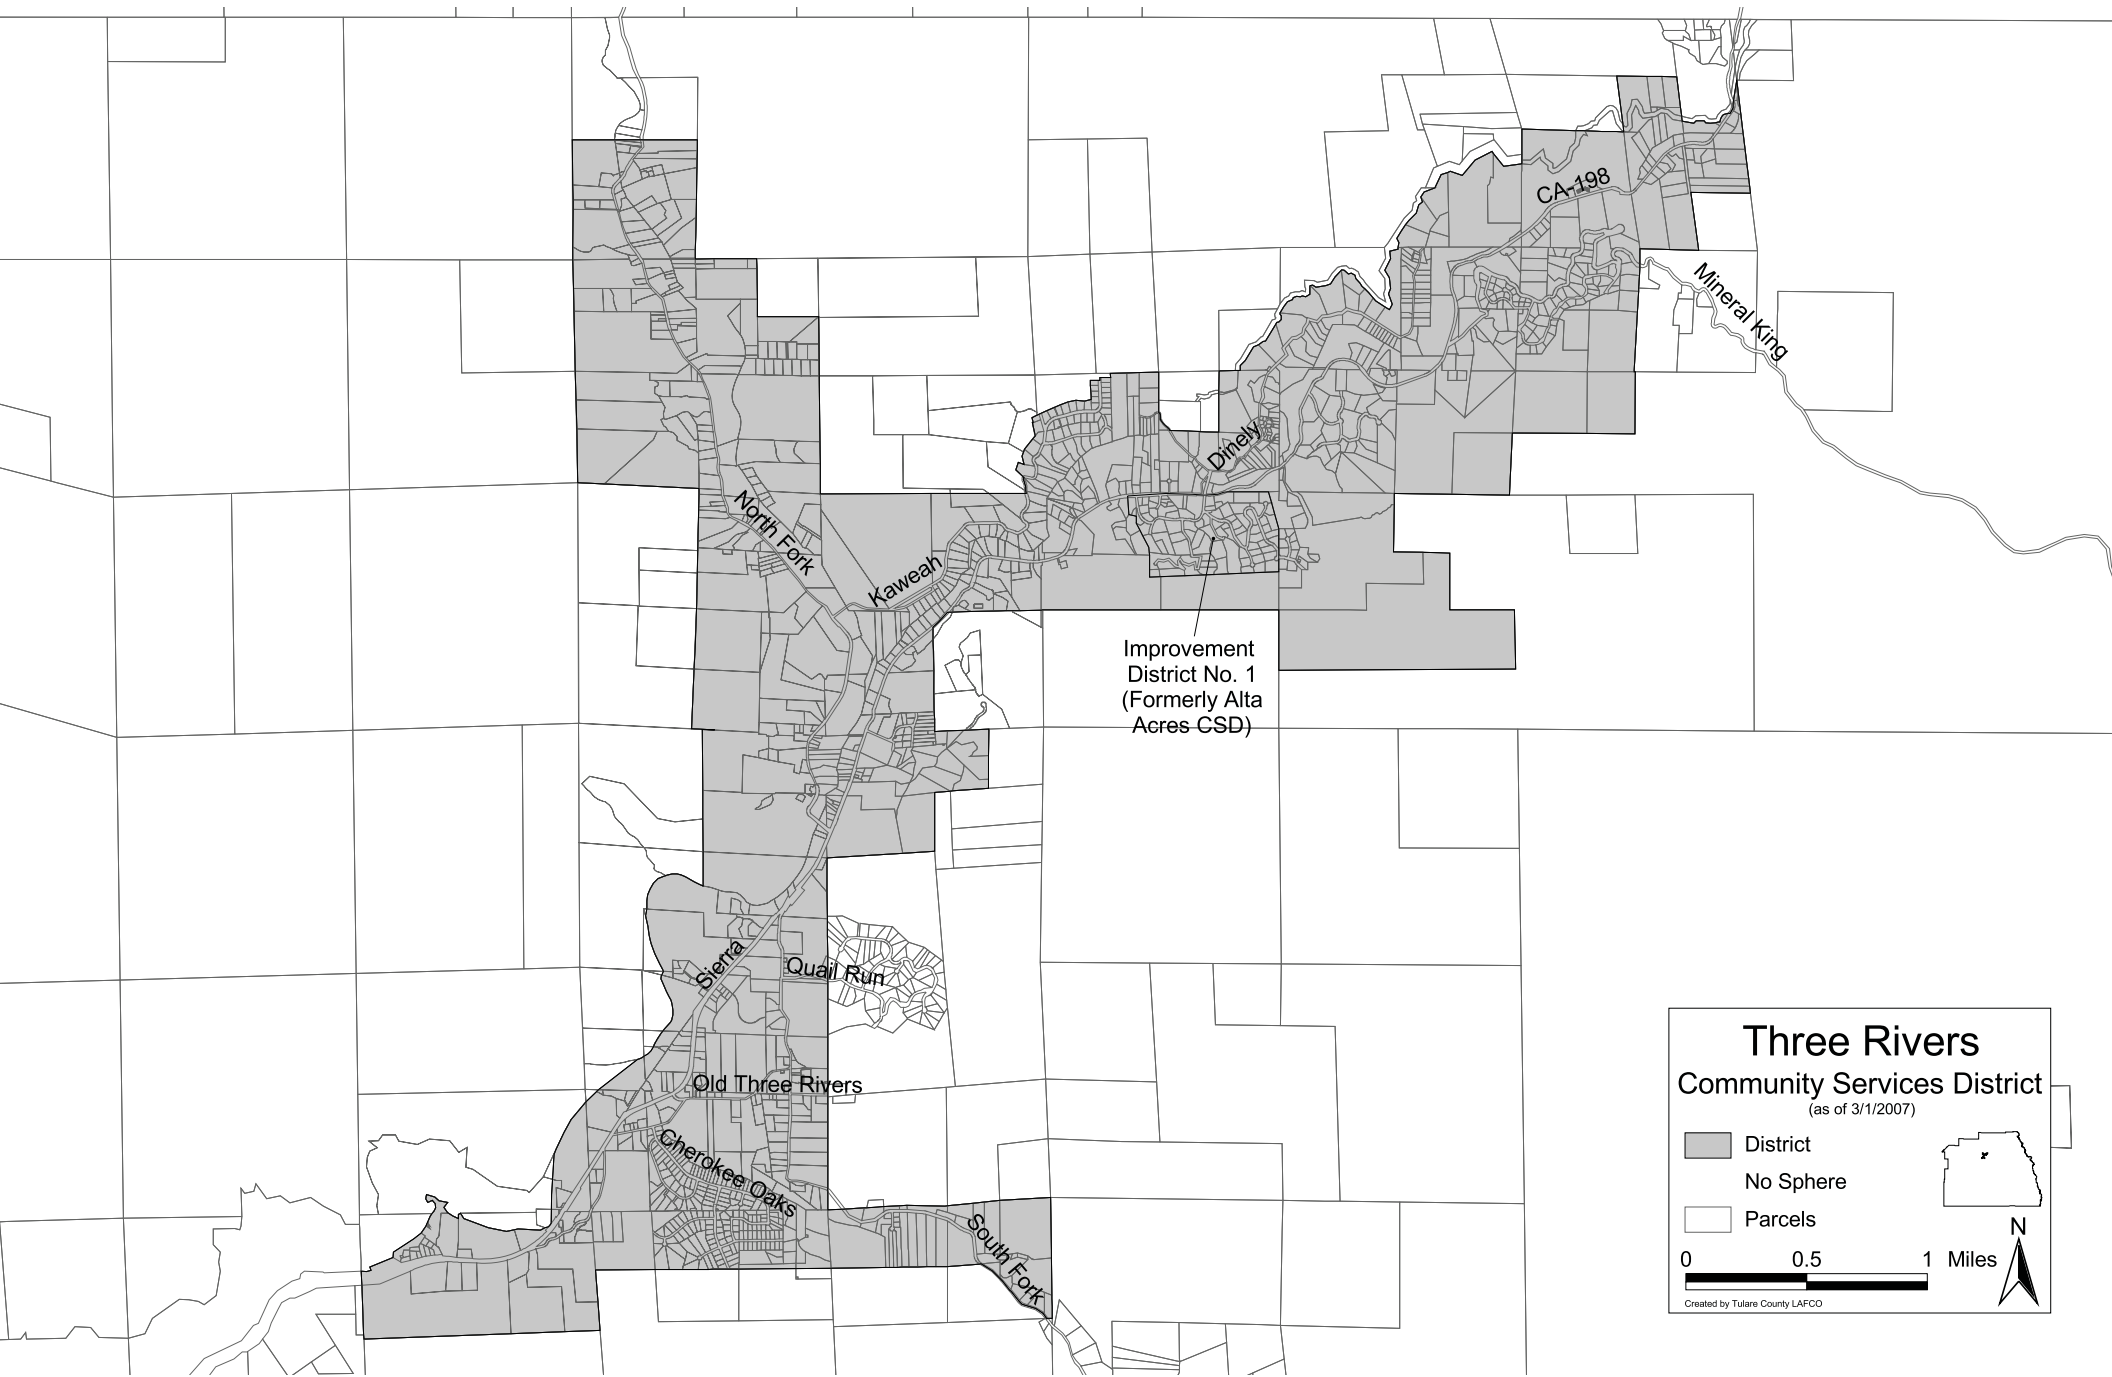 CA-198
Mineral King
Dinely
North Fork
Kaweah
Improvement
District No. 1
(Formerly Alta
Acres CSD)
Sierra
Quail Run
Old Three Rivers
Cherokee Oaks
South Fork
Three Rivers
Community Services District
(as of 3/1/2007)
District
No Sphere
Parcels
N
0 0.5 1 Miles
Created by Tulare County LAFCO